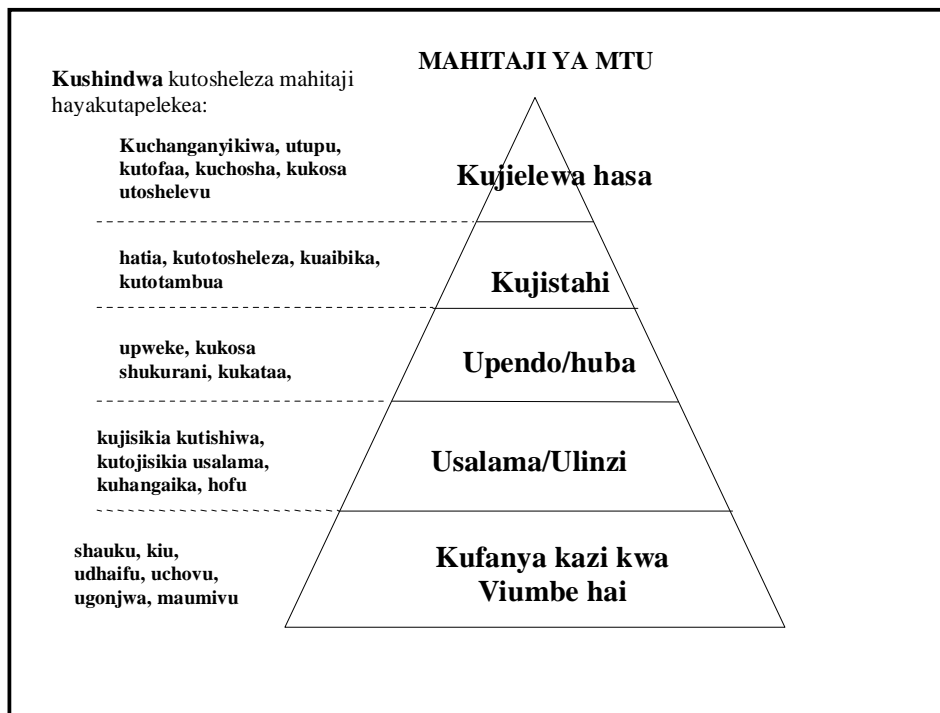 MAHITAJI YA MTU
Kushindwa kutosheleza mahitaji
hayakutapelekea:
Kuchanganyikiwa, utupu,
kutofaa, kuchosha, kukosa
utoshelevu
Kujielewa hasa
hatia, kutotosheleza, kuaibika,
kutotambua
Kujistahi
upweke, kukosa
shukurani, kukataa,
Upendo/huba
kujisikia kutishiwa,
kutojisikia usalama,
kuhangaika, hofu
Usalama/Ulinzi
shauku, kiu,
udhaifu, uchovu,
ugonjwa, maumivu
Kufanya kazi kwa
Viumbe hai